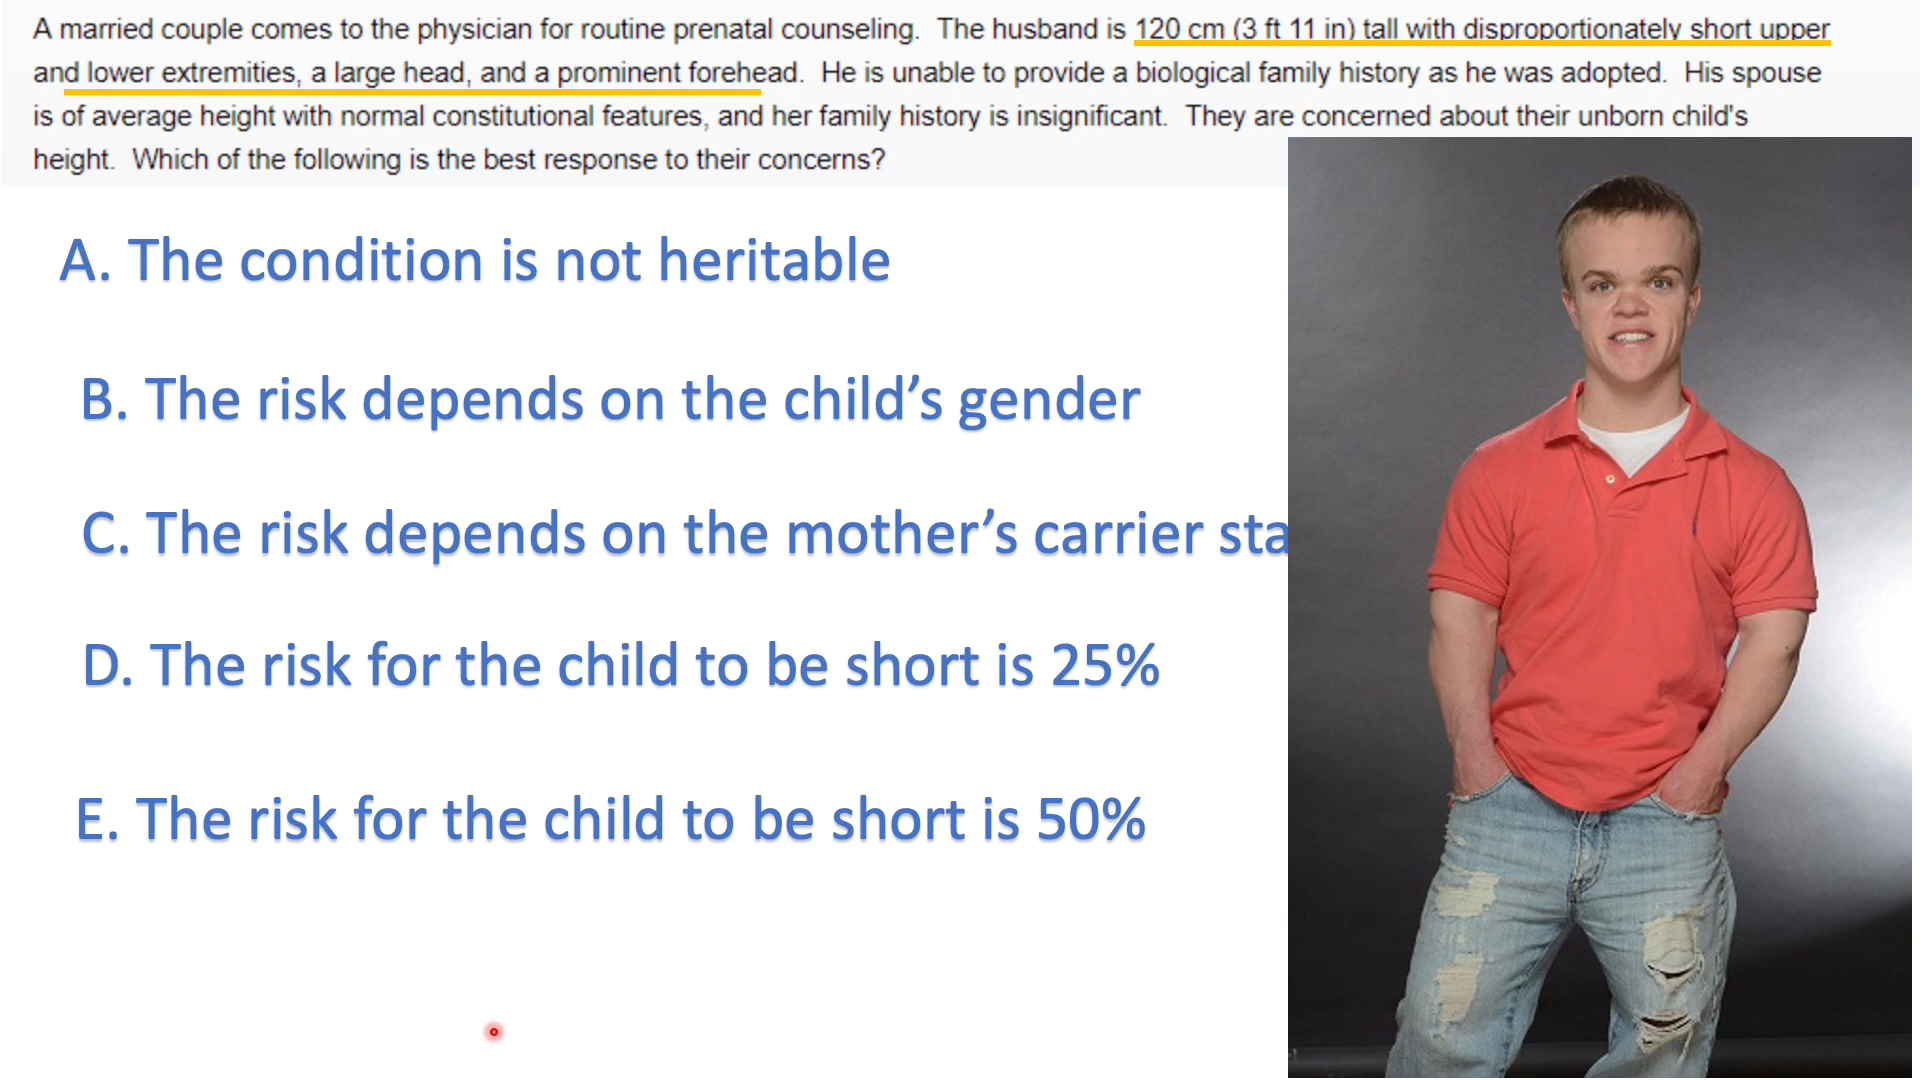 A married couple comes to the physician for routine prenatal counseling. The husband is 120 cm (3 ft 11 in) tall with disproportionately short upper
and lower extremities, a large head, and a prominent forehead. He is unable to provide a biological family history as he was adopted. His spouse
is of average height with normal constitutional features, and her family history is insignificant. They are concerned about their unborn child's
height. Which of the following is the best response to their concerns?
A. The condition is not heritable
B. The risk depends on the child’s gender
C. The risk depends on the mother’s carrier sta
D. The risk for the child to be short is 25%
E. The risk for the child to be short is 50%